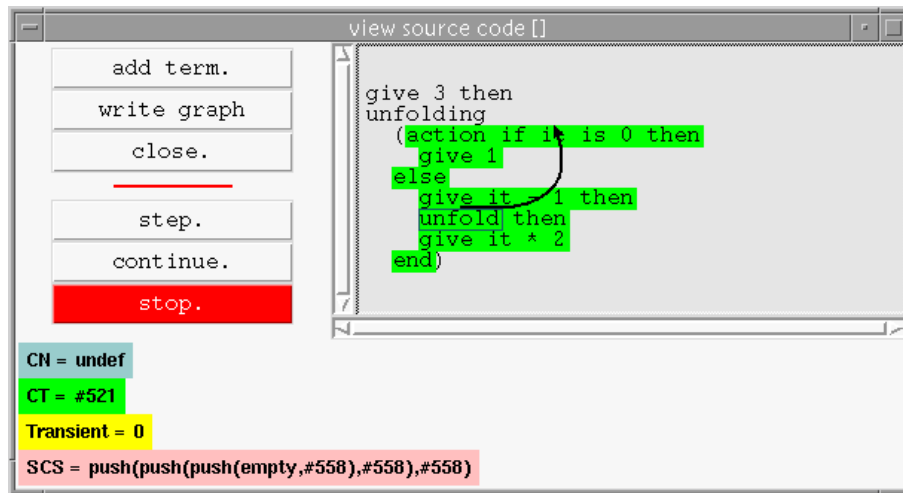 view source code []
add term.
write graph
close.
step.
continue.
stop.
give 3 then
unfolding
(action if it is 0 then
give 1
else
give it - 1 then
unfold then
give it * 2
end)
CN = undef
CT = #521
Transient = 0
SCS = push(push(push(empty,#558),#558),#558)